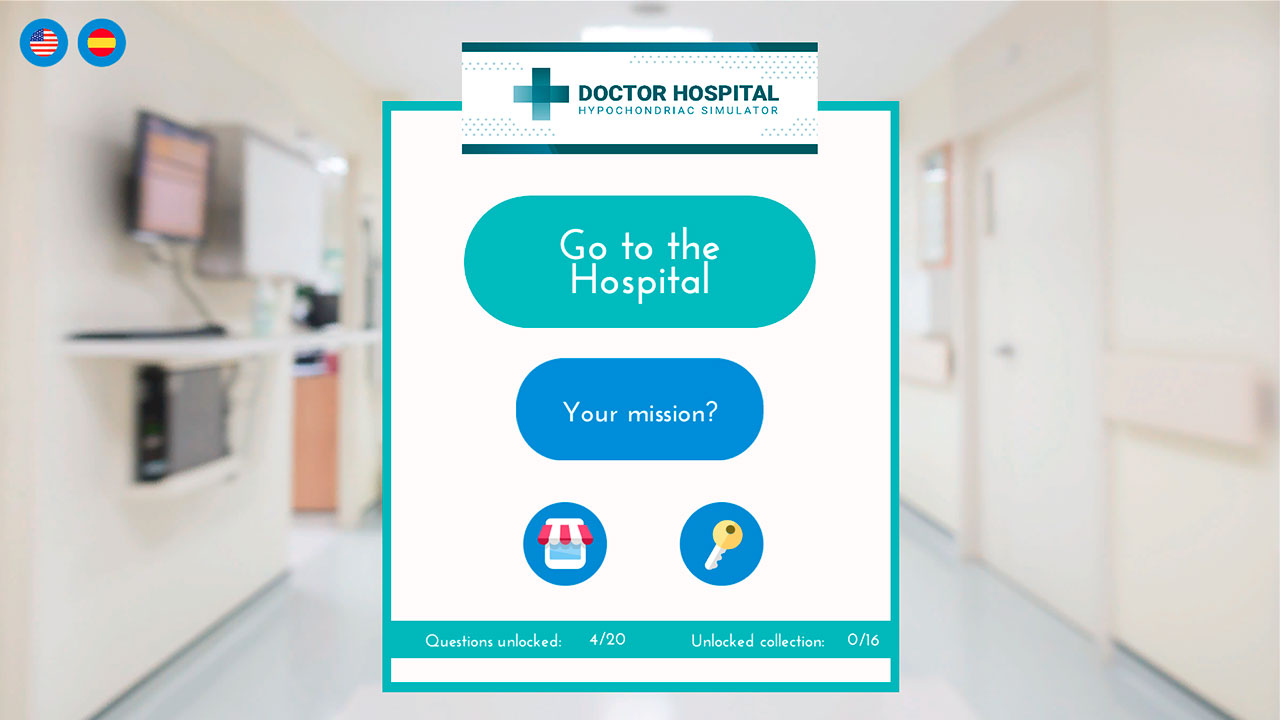 DOCTOR HOSPITAL
HYPOCHONDRIAC SIMULATOR
Go to the
Hospital
Your mission?
Questions unlocked: 4/20
Unlocked collection: 0/16